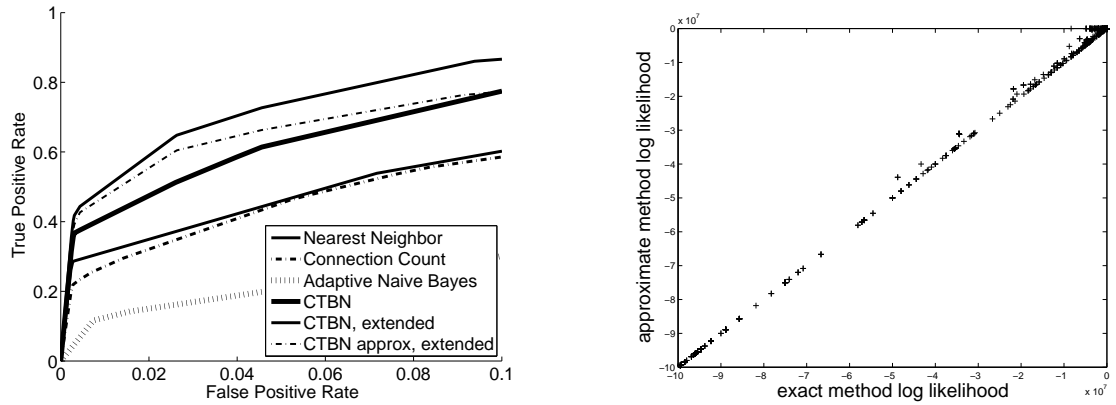 1
0.8
0.6
0.4
0.2
0
True Positive Rate
0
0.02
0.04
0.06
0.08
0.1
False Positive Rate
Nearest Neighbor
Connection Count
Adaptive Naive Bayes
CTBN
CTBN, extended
CTBN approx, extended
x 10^7
0
−1
−2
−3
−4
−5
−6
−7
−8
−9
−10
approximate method log likelihood
−10
−9
−8
−7
−6
−5
−4
−3
−2
−1
0
x 10^7
exact method log likelihood